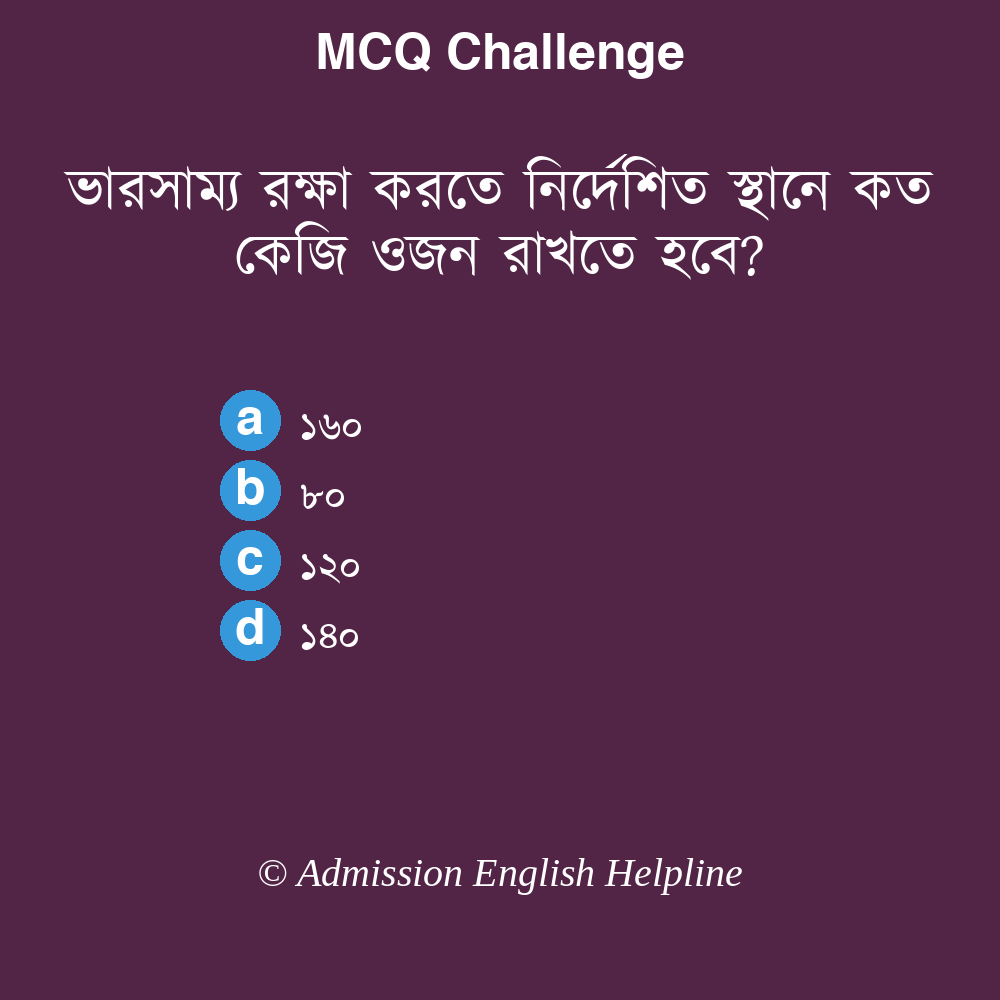 MCQ Challenge
ভারসাম্য রক্ষা করতে নির্দেশিত স্থানে কত
কেজি ওজন রাখতে হবে?
a ১৬০
b ৮০
c ১২০
d ১৪০
© Admission English Helpline